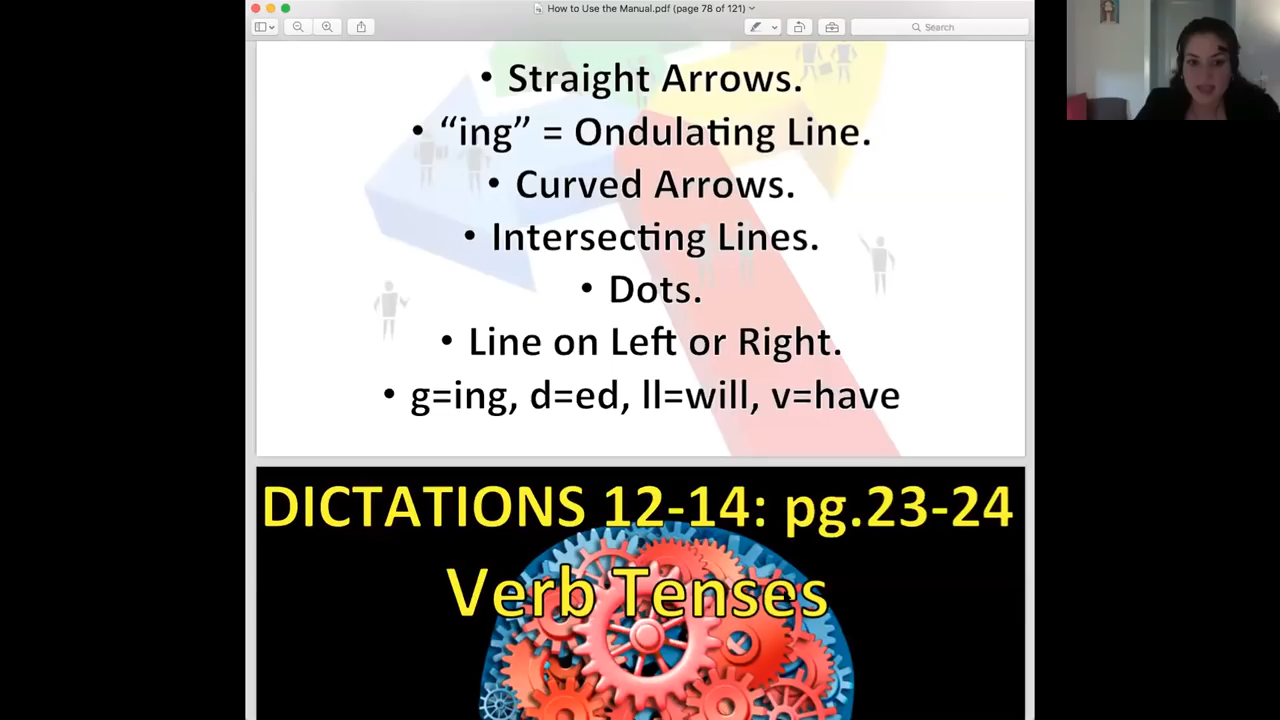 How to Use the Manual.pdf (page 78 of 121)
Search
• Straight Arrows.
• “ing” = Ondulating Line.
• Curved Arrows.
• Intersecting Lines.
• Dots.
• Line on Left or Right.
• g=ing, d=ed, ll=will, v=have
DICTATIONS 12-14: pg.23-24
Verb Tenses